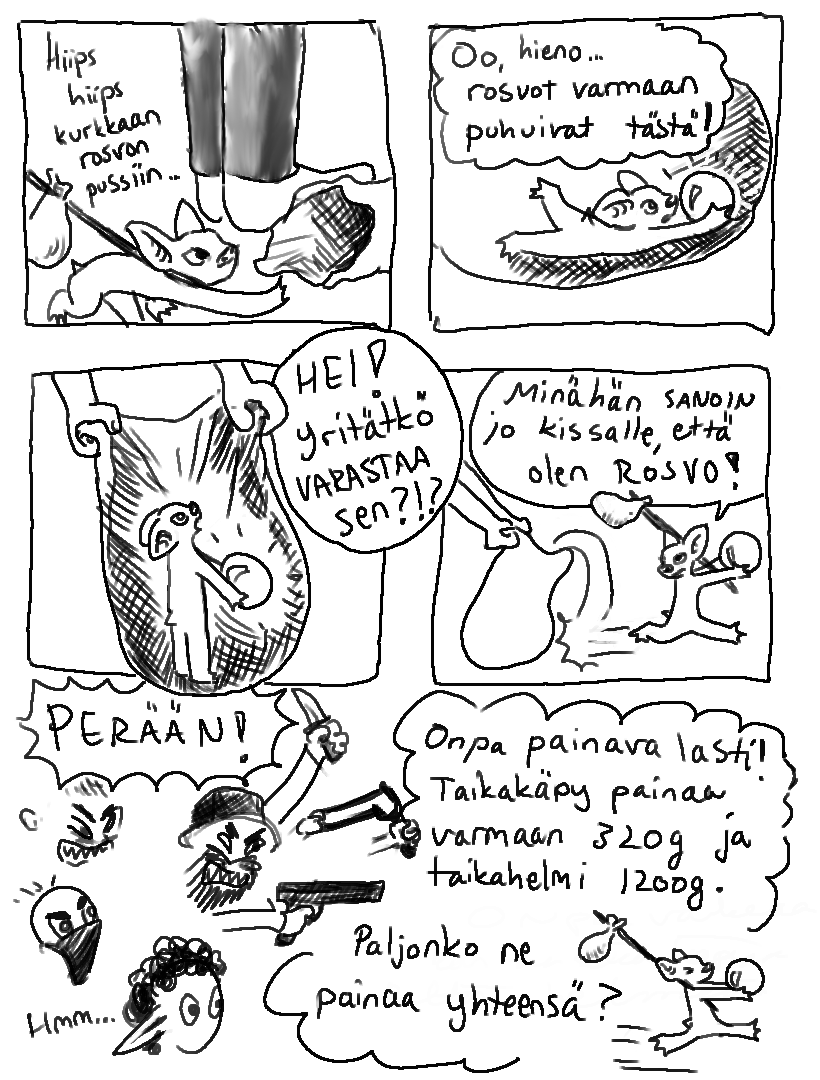 Hiips
hiips
kurkkaan
rosvon
pussiin..
Oo, hieno...
rosvot varmaan
puhuivat tästä!
HEI!
yritätkö
VARASTAA
sen?!?
Minähän SANOIN
jo kissalle, että
olen ROSVO!
PERÄÄN!
Onpa painava lasti!
Taikakäpy painaa
varmaan 320g ja
taikahelmi 1200g.
Hmm...
Paljonko ne
painaa yhteensä?